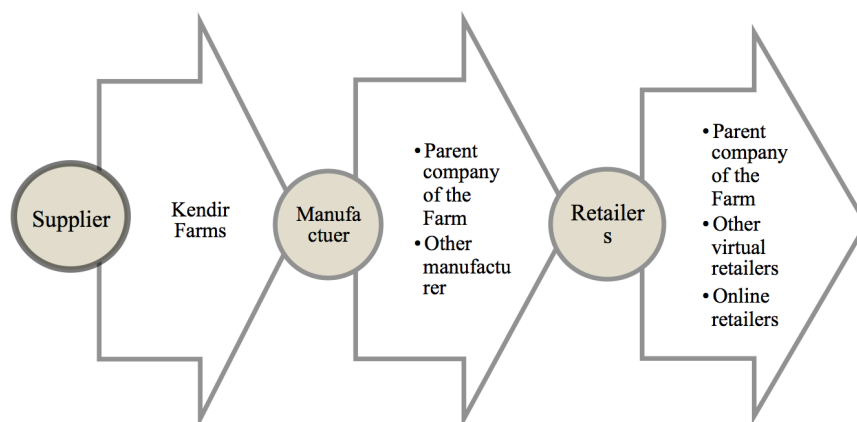 Supplier
Kendir
Farms
Manufa
ctuer
• Parent
company
of the
Farm
• Other
manufactu
rer
Retailer
s
• Parent
company
of the
Farm
• Other
virtual
retailers
• Online
retailers